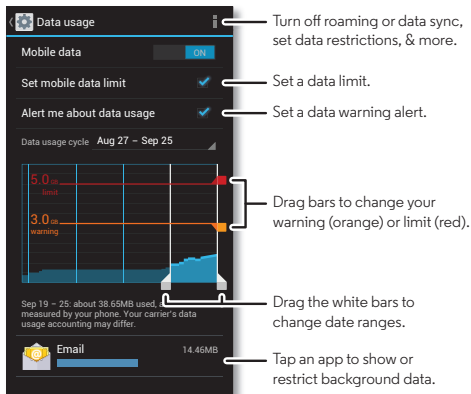 Data usage
Turn off roaming or data sync,
set data restrictions, & more.
Mobile data
ON
Set mobile data limit
Set a data limit.
Alert me about data usage
Set a data warning alert.
Data usage cycle Aug 27 – Sep 25
5.0 GB
limit
3.0 GB
warning
Drag bars to change your
warning (orange) or limit (red).
Sep 19 – 25: about 38.65MB used,
measured by your phone. Your carrier's data
usage accounting may differ.
Drag the white bars to
change date ranges.
Email
14.46MB
Tap an app to show or
restrict background data.